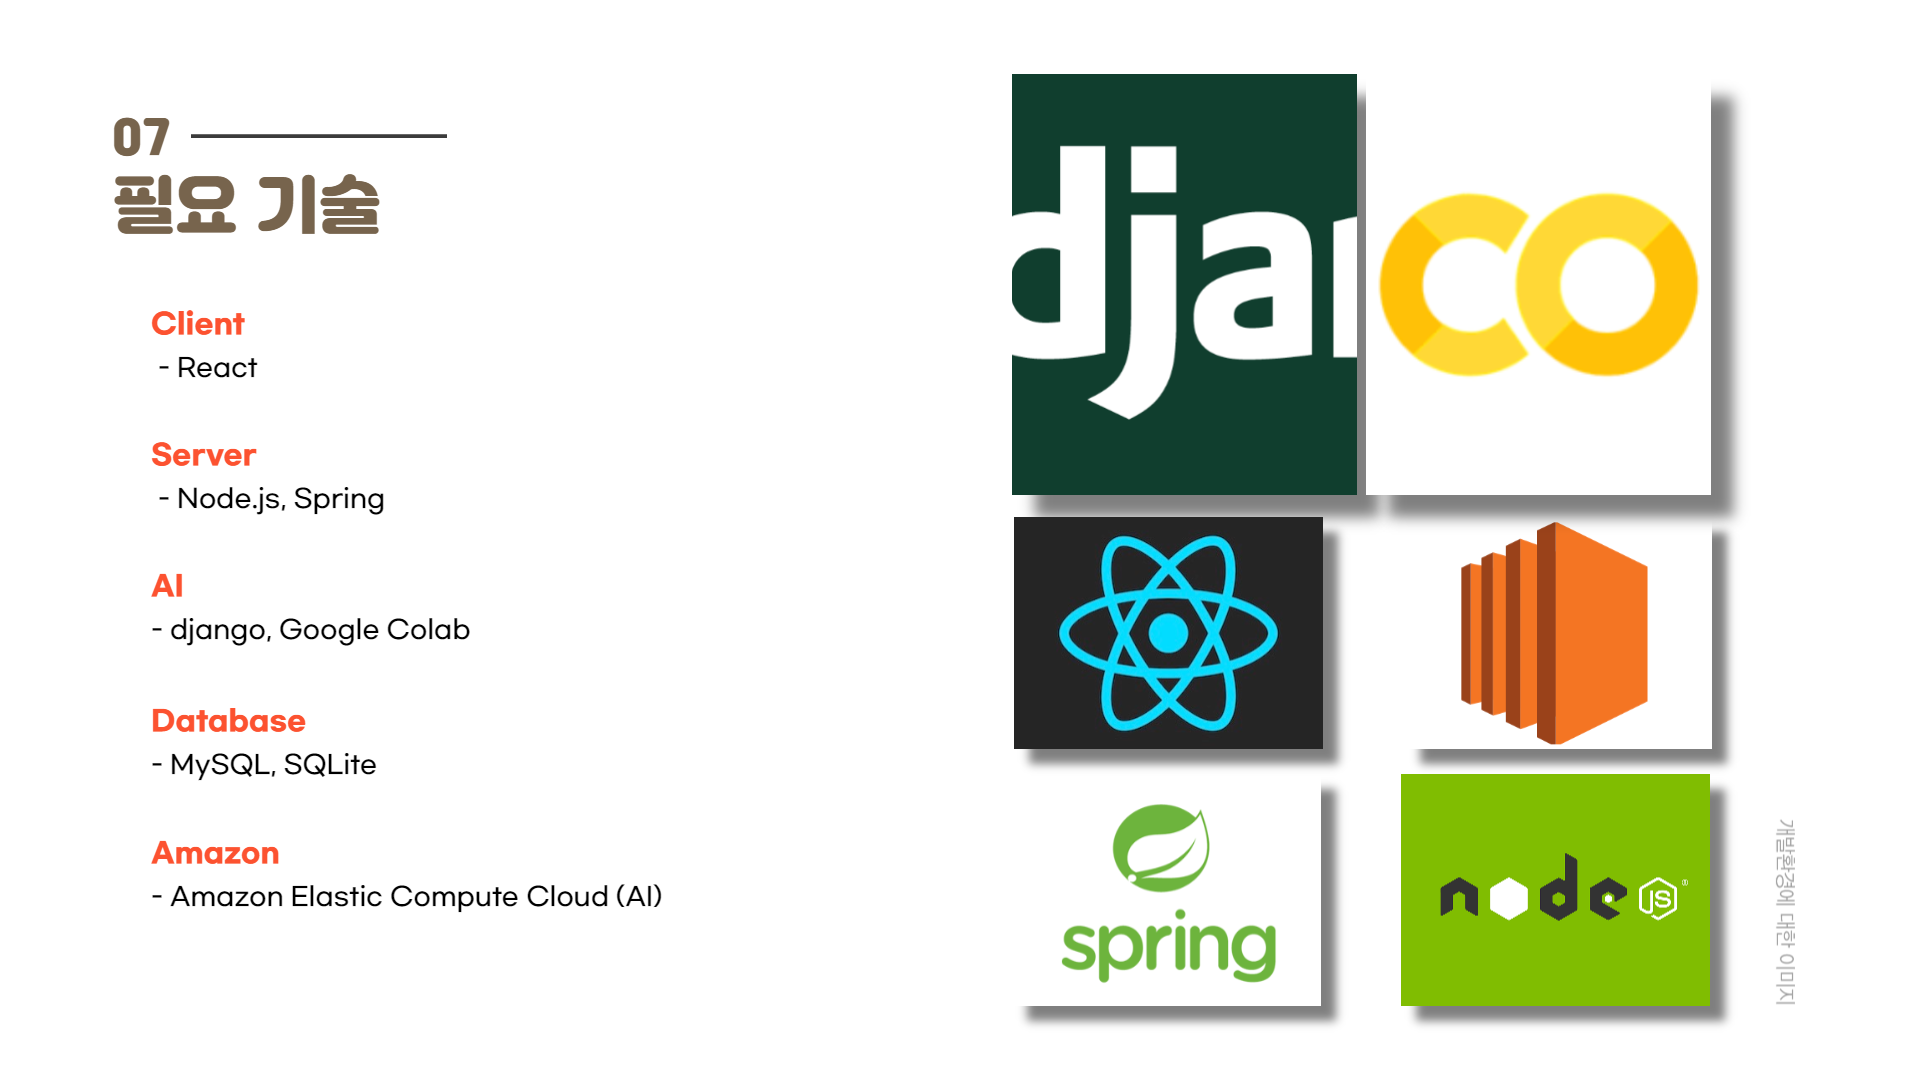 07
필요 기술
Client
- React
Server
- Node.js, Spring
AI
- django, Google Colab
Database
- MySQL, SQLite
Amazon
- Amazon Elastic Compute Cloud (AI)
djan
CO
spring
node JS ®
개발환경에 대한 이미지